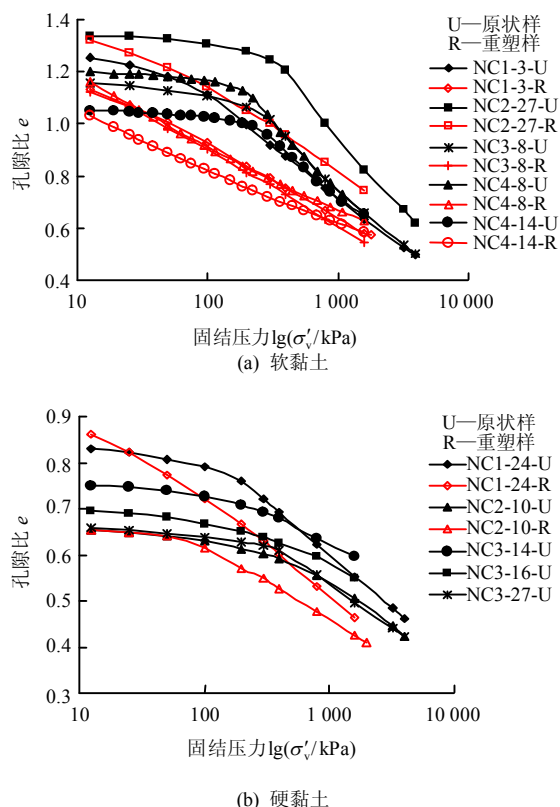 U—原状样
R—重塑样
NC1-3-U
NC1-3-R
NC2-27-U
NC2-27-R
NC3-8-U
NC3-8-R
NC4-8-U
NC4-8-R
NC4-14-U
NC4-14-R
1.4
1.2
1.0
0.8
0.6
0.4
孔隙比 e
10
100
1 000
10 000
固结压力lg(σ′v/kPa)
(a) 软黏土
U—原状样
R—重塑样
NC1-24-U
NC1-24-R
NC2-10-U
NC2-10-R
NC3-14-U
NC3-16-U
NC3-27-U
0.9
0.8
0.7
0.6
0.5
0.4
0.3
孔隙比 e
10
100
1 000
10 000
固结压力lg(σ′v/kPa)
(b) 硬黏土